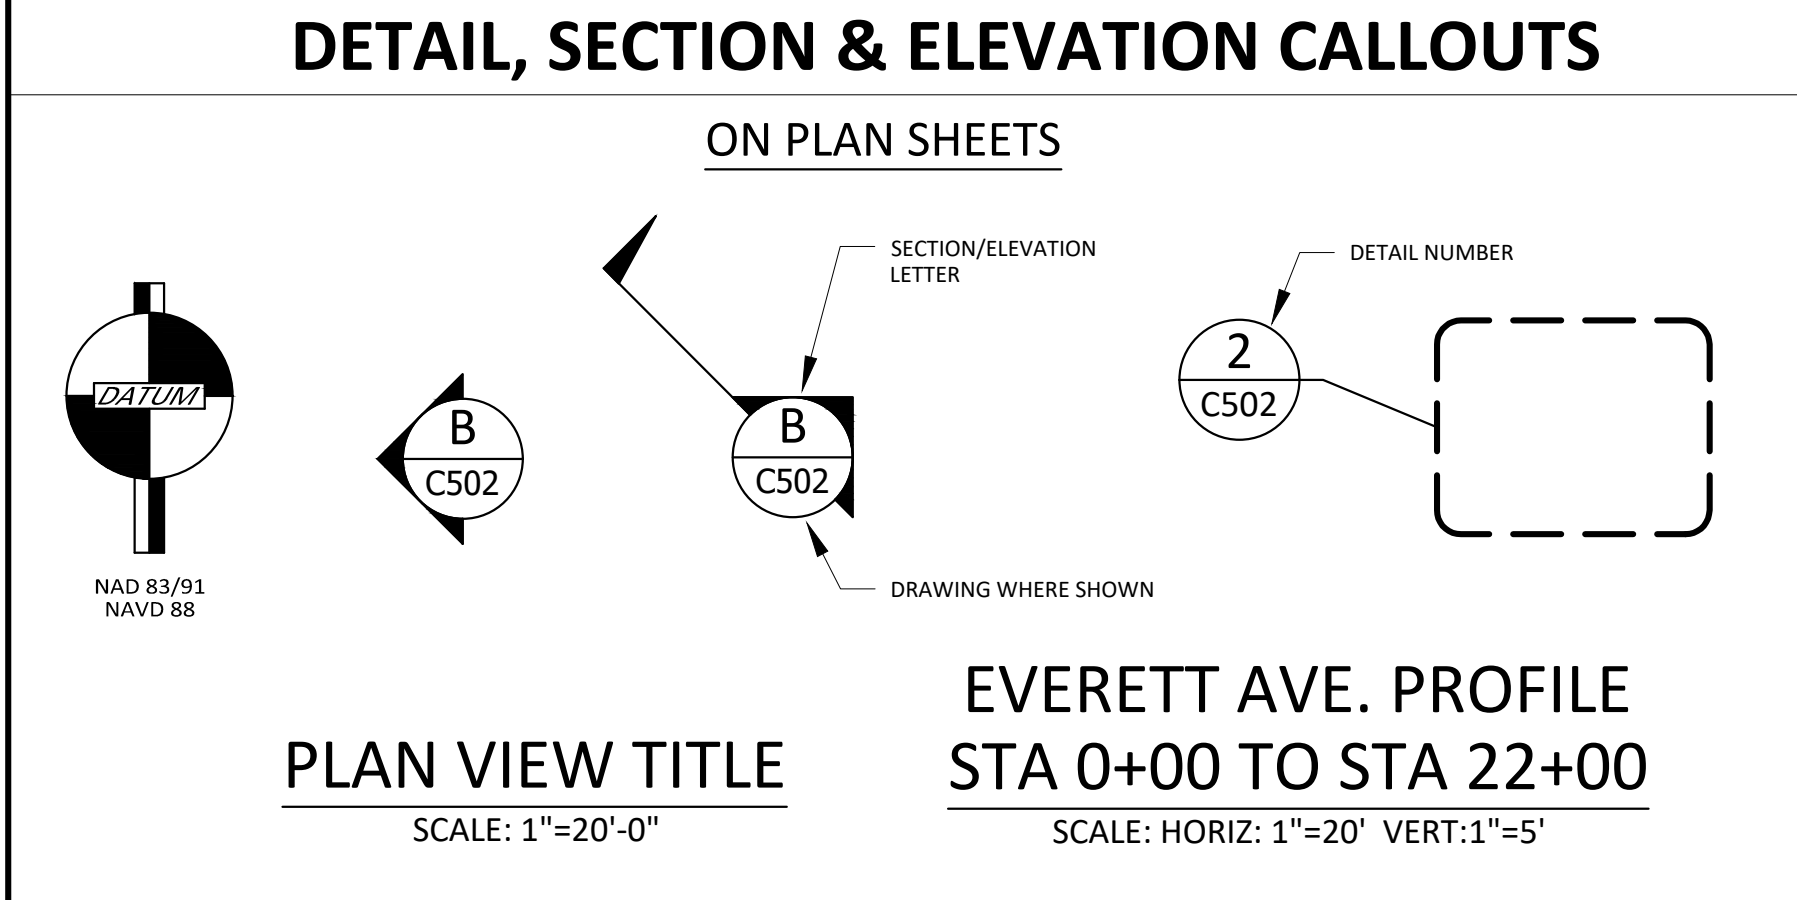 DETAIL, SECTION & ELEVATION CALLOUTS
ON PLAN SHEETS
SECTION/ELEVATION
LETTER
DETAIL NUMBER
DATUM
NAD 83/91
NAVD 88
B
C502
B
C502
2
C502
DRAWING WHERE SHOWN
PLAN VIEW TITLE
SCALE: 1"=20'-0"
EVERETT AVE. PROFILE
STA 0+00 TO STA 22+00
SCALE: HORIZ: 1"=20' VERT:1"=5'